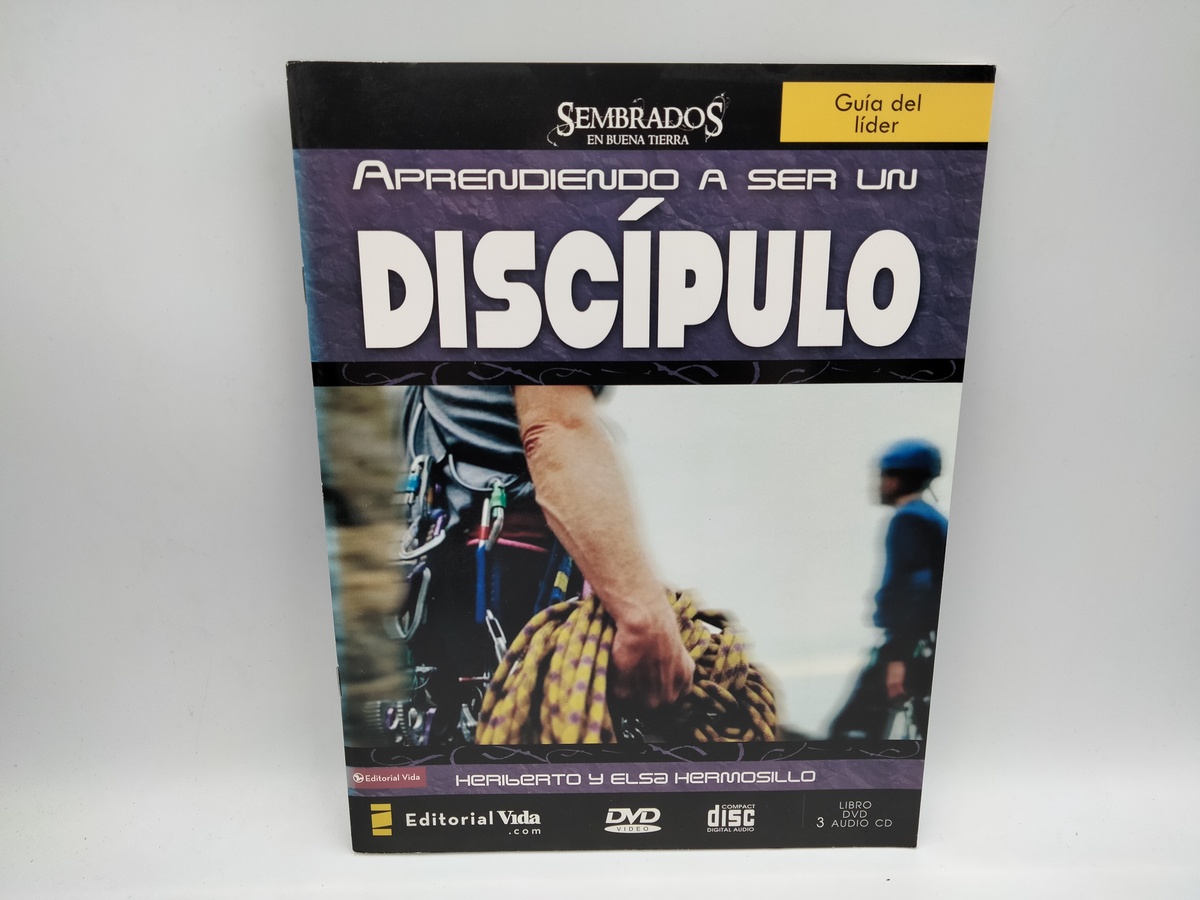 SEMBRADOS
EN BUENA TIERRA
Guía del
líder
APRENDIENDO A SER UN
DISCÍPULO
Editorial Vida
HERIBERTO Y ELSA HERMOSILLO
Editorial Vida
.com
DVD
VIDEO
COMPACT
disc
DIGITAL AUDIO
LIBRO
DVD
3 AUDIO CD